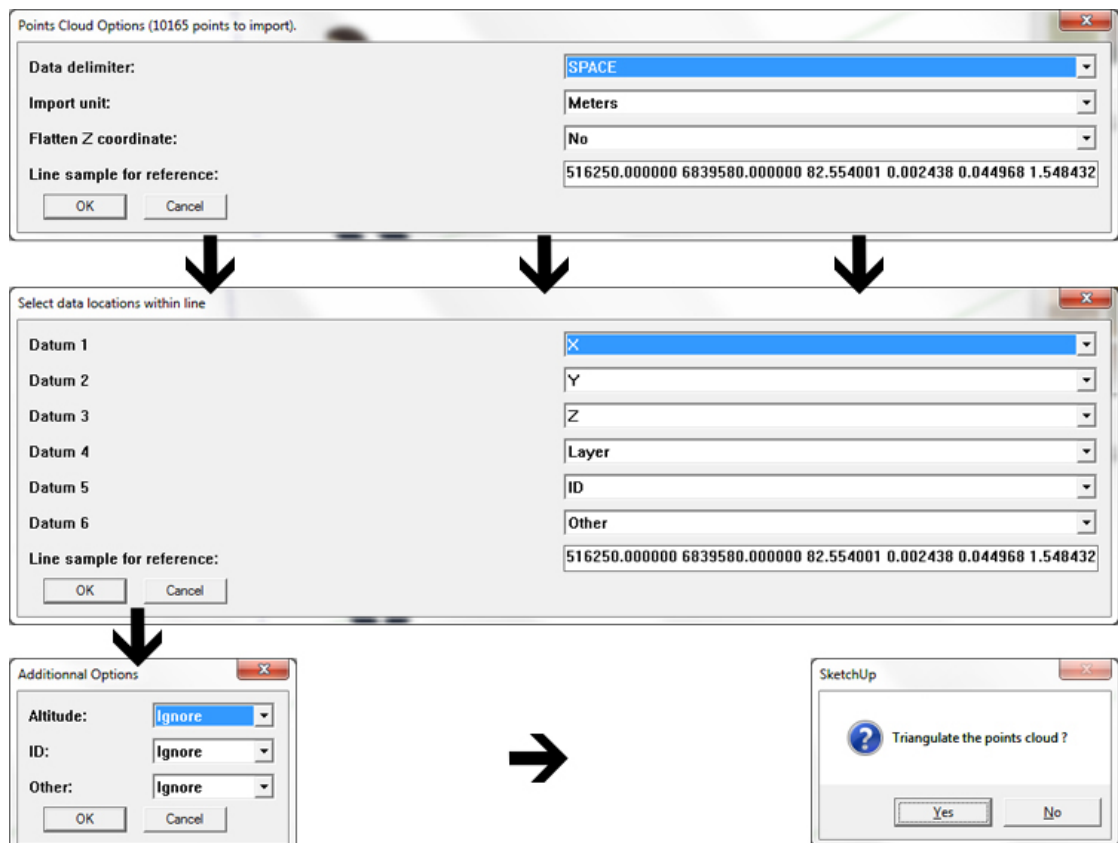 Points Cloud Options (10165 points to import).
Data delimiter: SPACE
Import unit: Meters
Flatten Z coordinate: No
Line sample for reference: 516250.000000 6839580.000000 82.554001 0.002438 0.044968 1.548432
OK Cancel
Select data locations within line
Datum 1 X
Datum 2 Y
Datum 3 Z
Datum 4 Layer
Datum 5 ID
Datum 6 Other
Line sample for reference: 516250.000000 6839580.000000 82.554001 0.002438 0.044968 1.548432
OK Cancel
Additionnal Options
Altitude: Ignore
ID: Ignore
Other: Ignore
OK Cancel
SketchUp
Triangulate the points cloud ?
Yes No